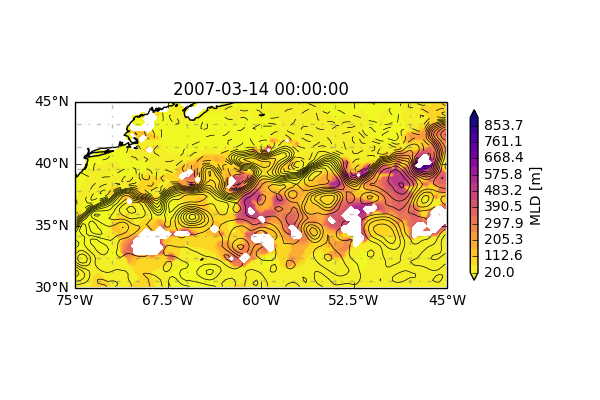 2007-03-14 00:00:00
45°N
40°N
35°N
30°N
75°W
67.5°W
60°W
52.5°W
45°W
853.7
761.1
668.4
575.8
483.2
390.5
297.9
205.3
112.6
20.0
MLD [m]